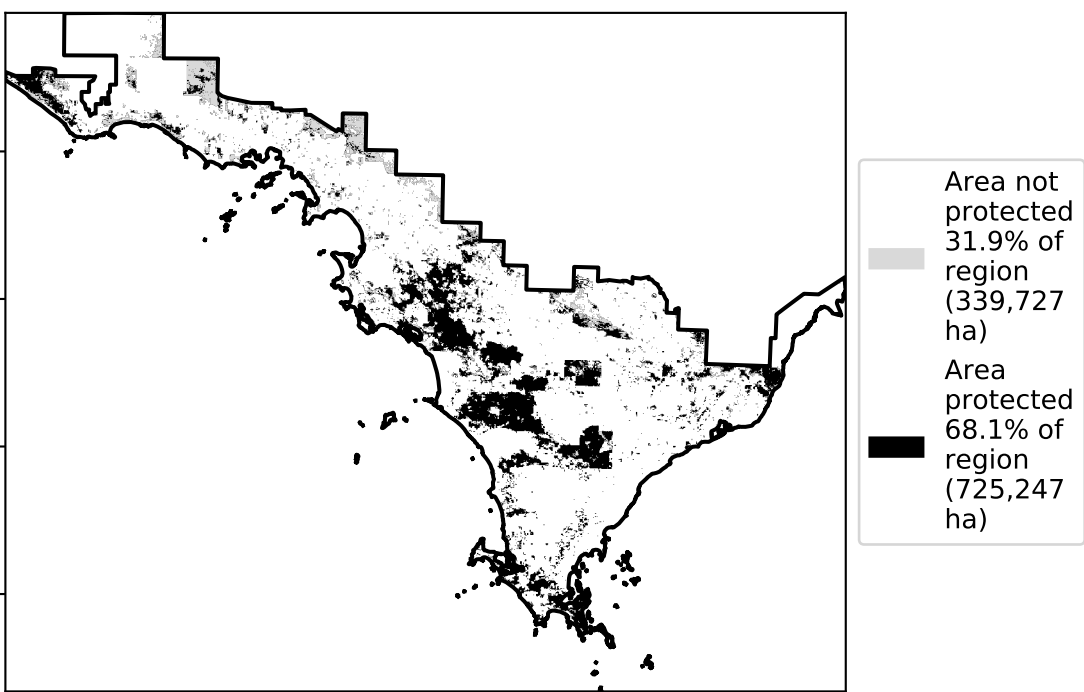 Area not
protected
31.9% of
region
(339,727
ha)
Area
protected
68.1% of
region
(725,247
ha)